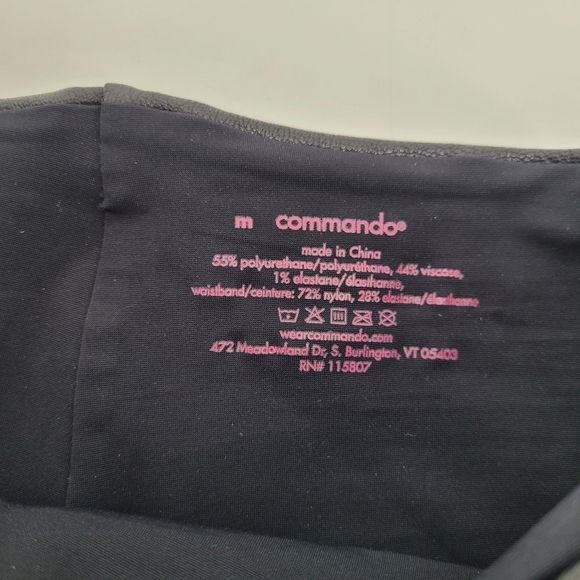 m commando®
made in China
55% polyurethane/polyuréthane, 44% viscose,
1% elastane/élasthanne,
waistband/ceinture: 72% nylon, 28% elastane/élasthanne
wearcommando.com
472 Meadowland Dr, S. Burlington, VT 05403
RN# 115807